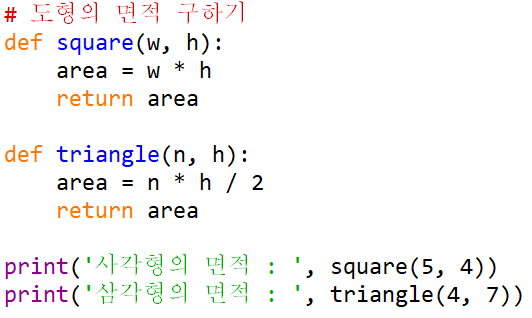 # 도형의 면적 구하기
def square(w, h):
    area = w * h
    return area

def triangle(n, h):
    area = n * h / 2
    return area

print('사각형의 면적 : ', square(5, 4))
print('삼각형의 면적 : ', triangle(4, 7))